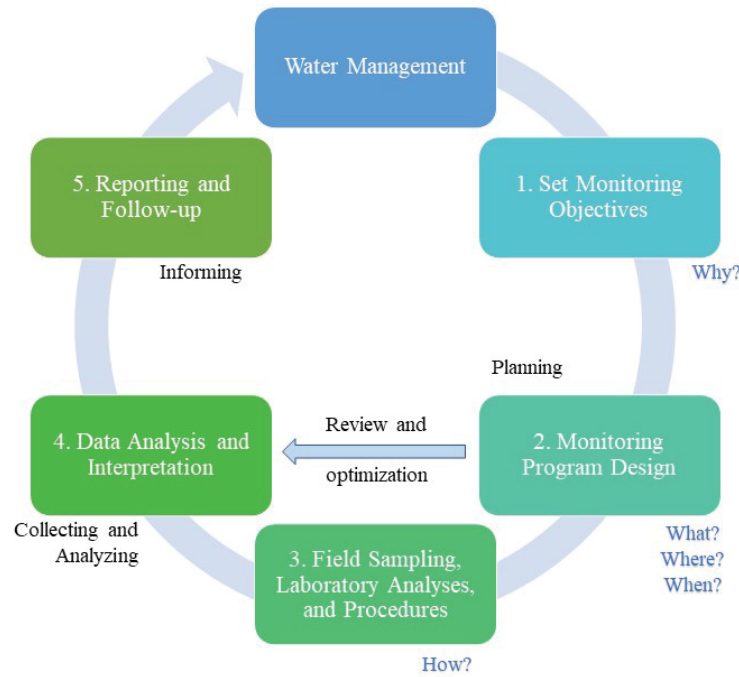 Water Management
1. Set Monitoring
Objectives
Why?
Planning
2. Monitoring
Program Design
What?
Where?
When?
3. Field Sampling,
Laboratory Analyses,
and Procedures
How?
Review and
optimization
4. Data Analysis and
Interpretation
Collecting and
Analyzing
5. Reporting and
Follow-up
Informing